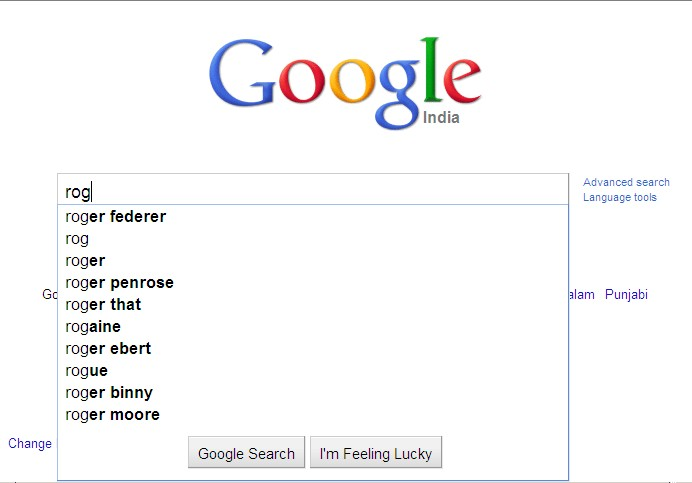 Google
India
rog
Advanced search
Language tools
roger federer
rog
roger
roger penrose
Go alam Punjabi
roger that
rogaine
roger ebert
rogue
roger binny
roger moore
Change
Google Search I'm Feeling Lucky